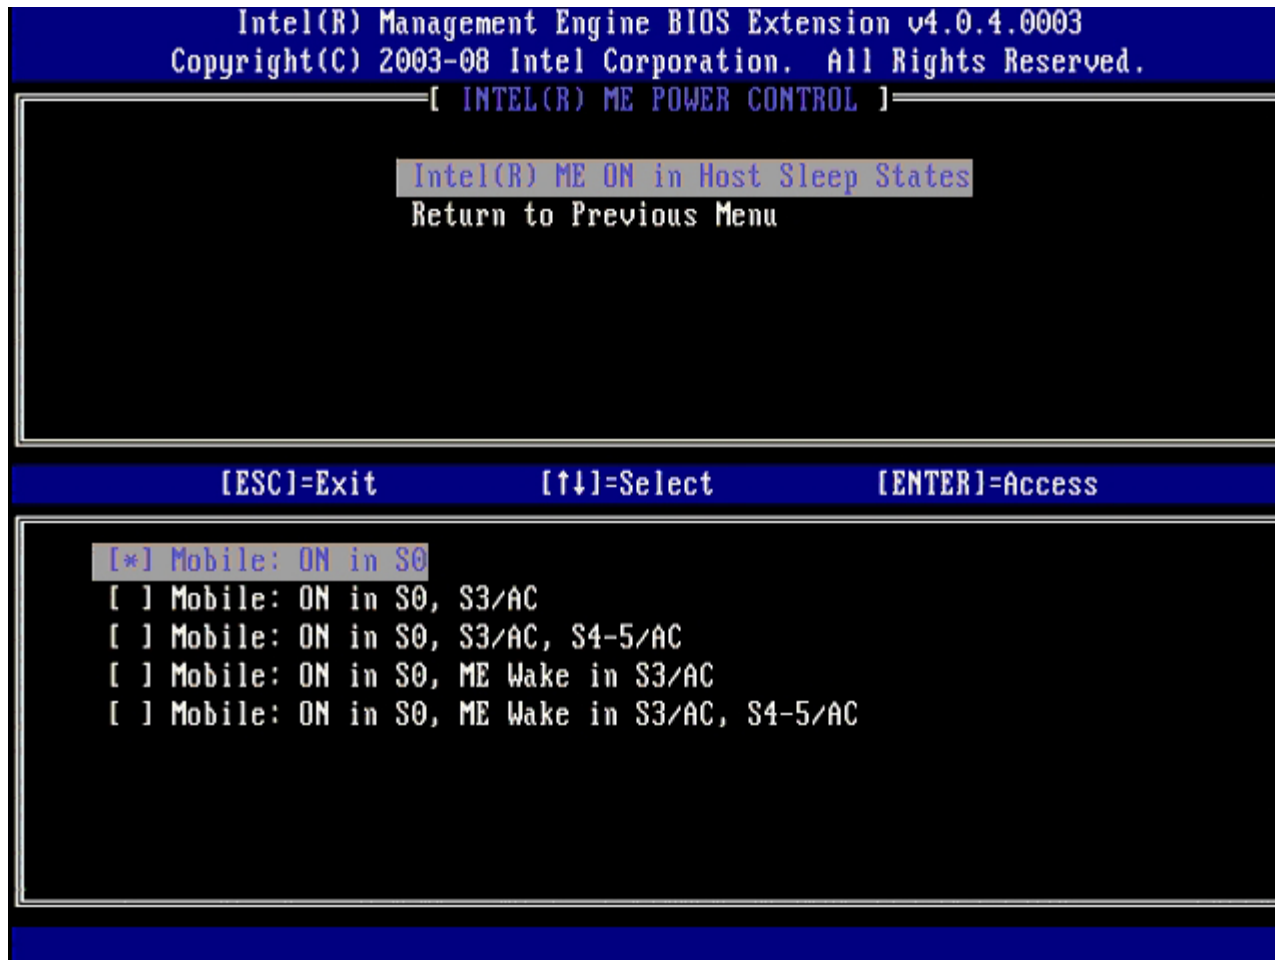 Intel(R) Management Engine BIOS Extension v4.0.4.0003
Copyright(C) 2003-08 Intel Corporation. All Rights Reserved.
[ INTEL(R) ME POWER CONTROL ]
Intel(R) ME ON in Host Sleep States
Return to Previous Menu
[ESC]=Exit [↑↓]=Select [ENTER]=Access
[*] Mobile: ON in S0
[ ] Mobile: ON in S0, S3/AC
[ ] Mobile: ON in S0, S3/AC, S4-5/AC
[ ] Mobile: ON in S0, ME Wake in S3/AC
[ ] Mobile: ON in S0, ME Wake in S3/AC, S4-5/AC